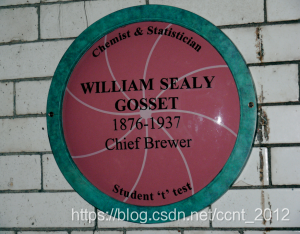 Chemist & Statistician
WILLIAM SEALY
GOSSET
1876-1937
Chief Brewer
Student 't' test
https://blog.csdn.net/ccnt_2012